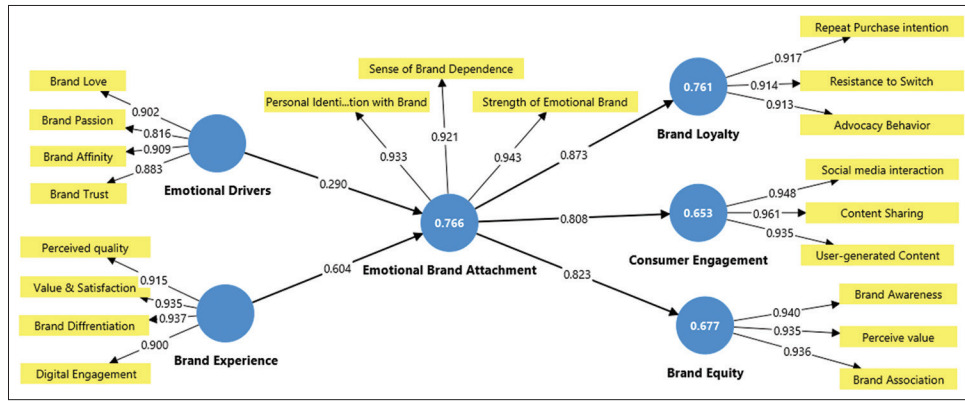 Brand Love
Brand Passion
Brand Affinity
Brand Trust
0.902
0.816
0.909
0.883
Emotional Drivers
0.290
Perceived quality
Value & Satisfaction
Brand Diffrentiation
Digital Engagement
0.915
0.935
0.937
0.900
Brand Experience
0.604
Sense of Brand Dependence
Personal Identi...tion with Brand
Strength of Emotional Brand
0.933
0.921
0.943
0.766
Emotional Brand Attachment
0.873
0.808
0.823
0.761
Brand Loyalty
0.917
0.914
0.913
Repeat Purchase intention
Resistance to Switch
Advocacy Behavior
0.653
Consumer Engagement
0.948
0.961
0.935
Social media interaction
Content Sharing
User-generated Content
0.677
Brand Equity
0.940
0.935
0.936
Brand Awareness
Perceive value
Brand Association